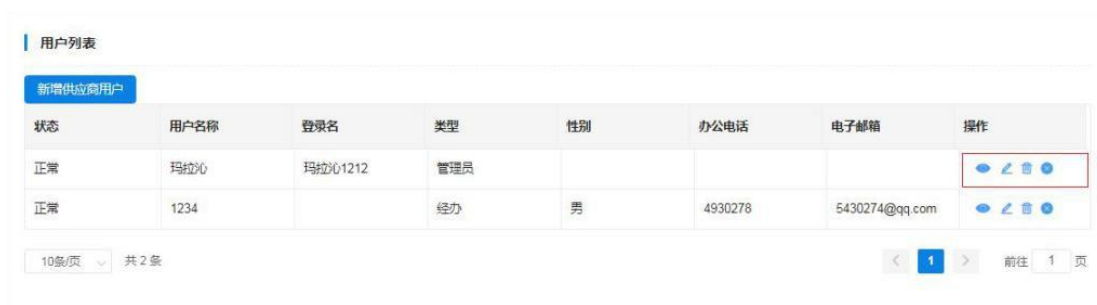 用户列表
新增供应商用户
状态 用户名称 登录名 类型 性别 办公电话 电子邮箱 操作
正常 玛拉沁 玛拉沁1212 管理员
正常 1234 经办 男 4930278 5430274@qq.com
10条/页 共2条 1 前往 1 页